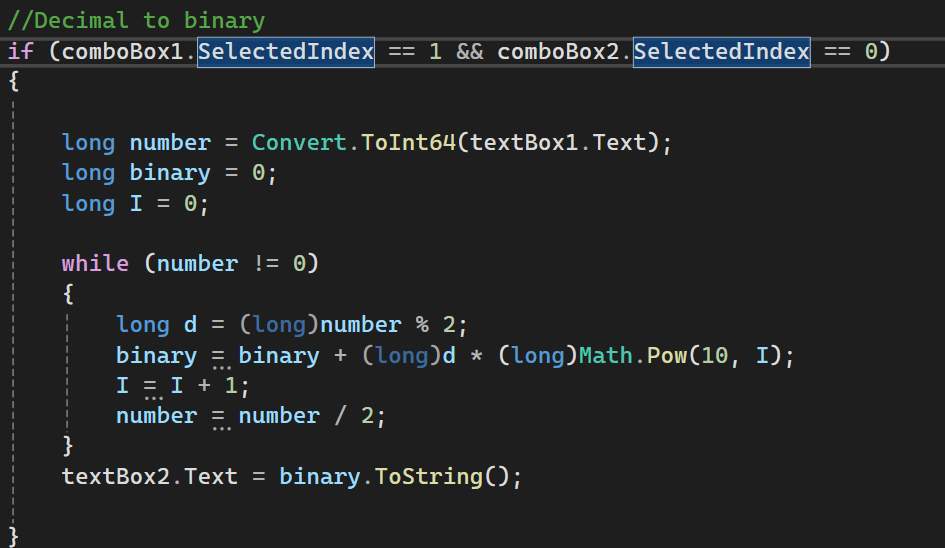 //Decimal to binary
if (comboBox1.SelectedIndex == 1 && comboBox2.SelectedIndex == 0)
{
long number = Convert.ToInt64(textBox1.Text);
long binary = 0;
long I = 0;
while (number != 0)
{
long d = (long)number % 2;
binary = binary + (long)d * (long)Math.Pow(10, I);
I = I + 1;
number = number / 2;
}
textBox2.Text = binary.ToString();
}